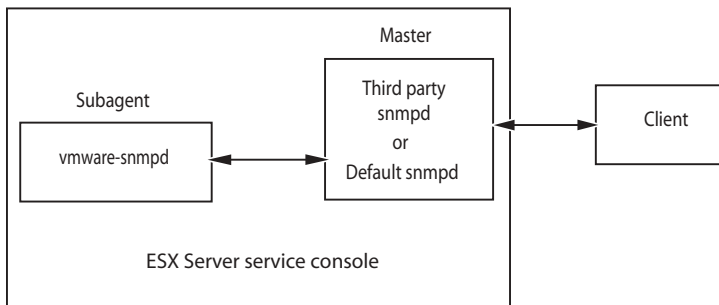 Master
Third party
snmpd
or
Default snmpd
Subagent
vmware-snmpd
Client
ESX Server service console